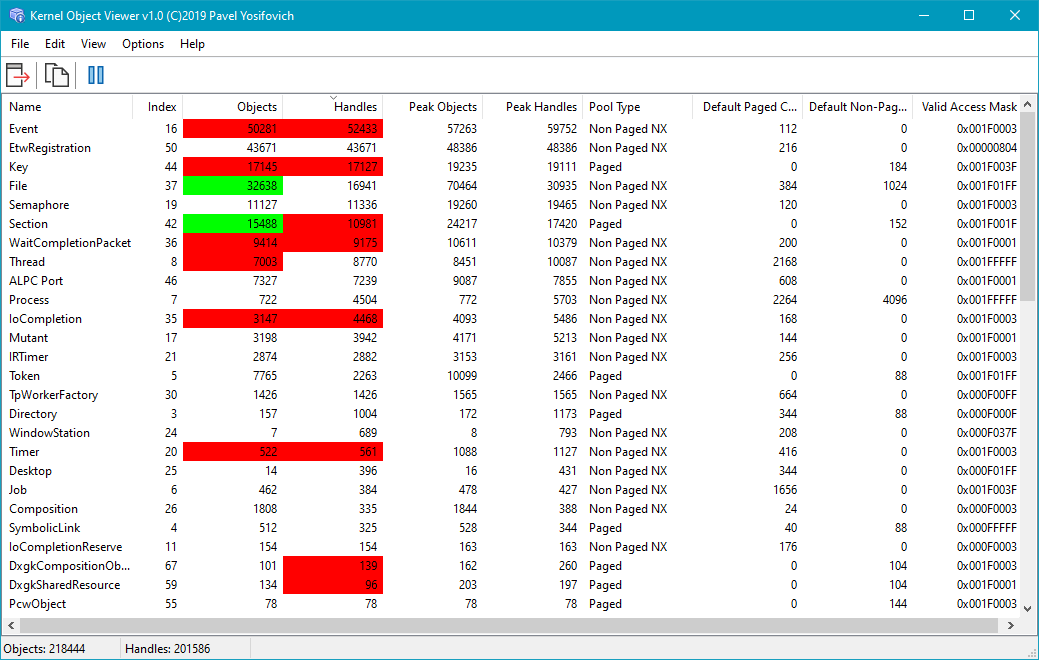 Kernel Object Viewer v1.0 (C)2019 Pavel Yosifovich
File Edit View Options Help
Name Index Objects Handles Peak Objects Peak Handles Pool Type Default Paged C... Default Non-Pag... Valid Access Mask
Event 16 50281 52433 57263 59752 Non Paged NX 112 0 0x001F0003
EtwRegistration 50 43671 43671 48386 48386 Non Paged NX 216 0 0x00000804
Key 44 17145 17127 19235 19111 Paged 0 184 0x001F003F
File 37 32638 16941 70464 30935 Non Paged NX 384 1024 0x001F01FF
Semaphore 19 11127 11336 19260 19465 Non Paged NX 120 0 0x001F0003
Section 42 15488 10981 24217 17420 Paged 0 152 0x001F001F
WaitCompletionPacket 36 9414 9175 10611 10379 Non Paged NX 200 0 0x001F0001
Thread 8 7003 8770 8451 10087 Non Paged NX 2168 0 0x001FFFFF
ALPC Port 46 7327 7239 9087 7855 Non Paged NX 608 0 0x001F0001
Process 7 722 4504 772 5703 Non Paged NX 2264 4096 0x001FFFFF
IoCompletion 35 3147 4468 4093 5486 Non Paged NX 168 0 0x001F0003
Mutant 17 3198 3942 4171 5213 Non Paged NX 144 0 0x001F0001
IRTimer 21 2874 2882 3153 3161 Non Paged NX 256 0 0x001F0003
Token 5 7765 2263 10099 2466 Paged 0 88 0x001F01FF
TpWorkerFactory 30 1426 1426 1565 1565 Non Paged NX 664 0 0x000F00FF
Directory 3 157 1004 172 1173 Paged 344 88 0x000F000F
WindowStation 24 7 689 8 793 Non Paged NX 208 0 0x000F037F
Timer 20 522 561 1088 1127 Non Paged NX 416 0 0x001F0003
Desktop 25 14 396 16 431 Non Paged NX 344 0 0x000F01FF
Job 6 462 384 478 427 Non Paged NX 1656 0 0x001F003F
Composition 26 1808 335 1844 388 Non Paged NX 24 0 0x000F0003
SymbolicLink 4 512 325 528 344 Paged 40 88 0x000FFFFF
IoCompletionReserve 11 154 154 163 163 Non Paged NX 176 0 0x000F0003
DxgkCompositionOb... 67 101 139 162 260 Paged 0 104 0x001F0003
DxgkSharedResource 59 134 96 203 197 Paged 0 104 0x001F0001
PcwObject 55 78 78 78 78 Paged 0 144 0x001F0003
Objects: 218444 Handles: 201586